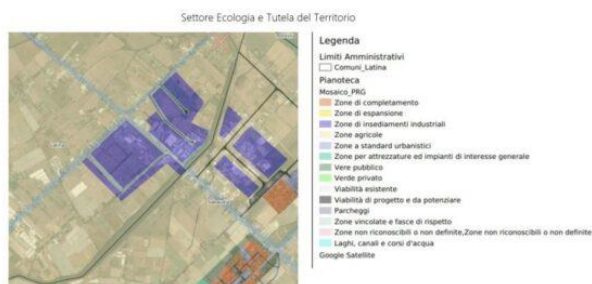 Settore Ecologia e Tutela del Territorio
Legenda
Limiti Amministrativi
Comuni_Latina
Pianoteca
Mosaico_PRG
Zone di completamento
Zone di espansione
Zone di insediamenti industriali
Zone agricole
Zone a standard urbanistici
Zone per attrezzature ed impianti di interesse generale
Vere pubblico
Verde privato
Viabilità esistente
Viabilità di progetto e da potenziare
Parcheggi
Zone vincolate e fasce di rispetto
Zone non riconoscibili o non definite,Zone non riconoscibili o non definite
Laghi, canali e corsi d'acqua
Google Satellite